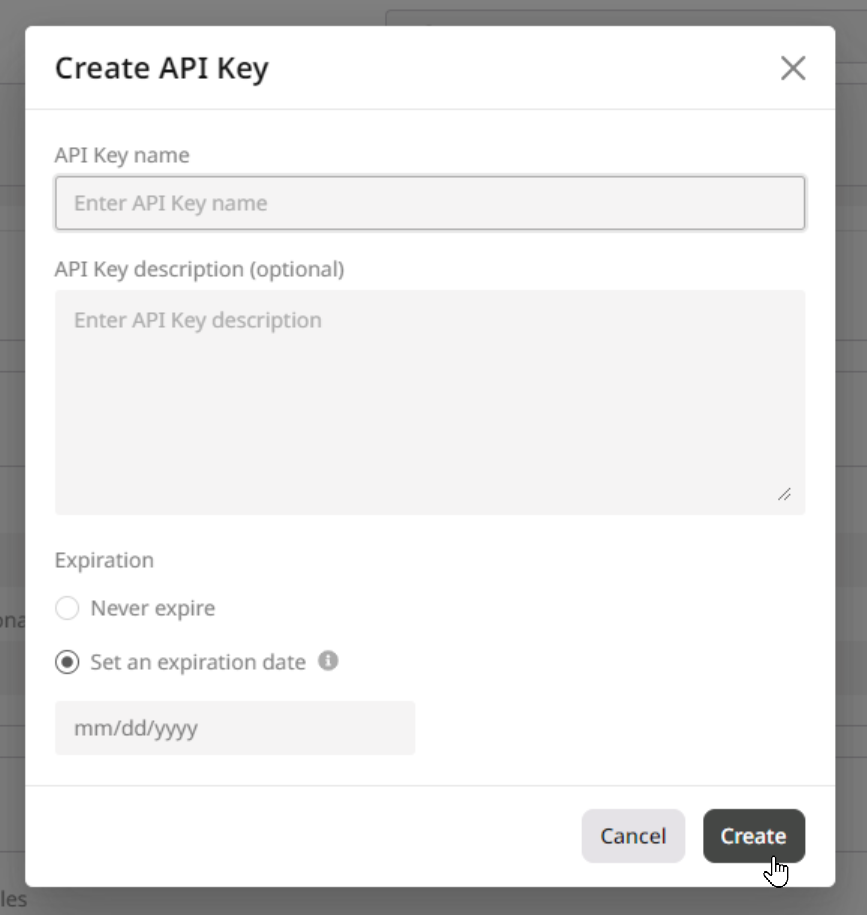 Create API Key
API Key name
Enter API Key name
API Key description (optional)
Enter API Key description
Expiration
Never expire
Set an expiration date
mm/dd/yyyy
Cancel
Create
ona
les